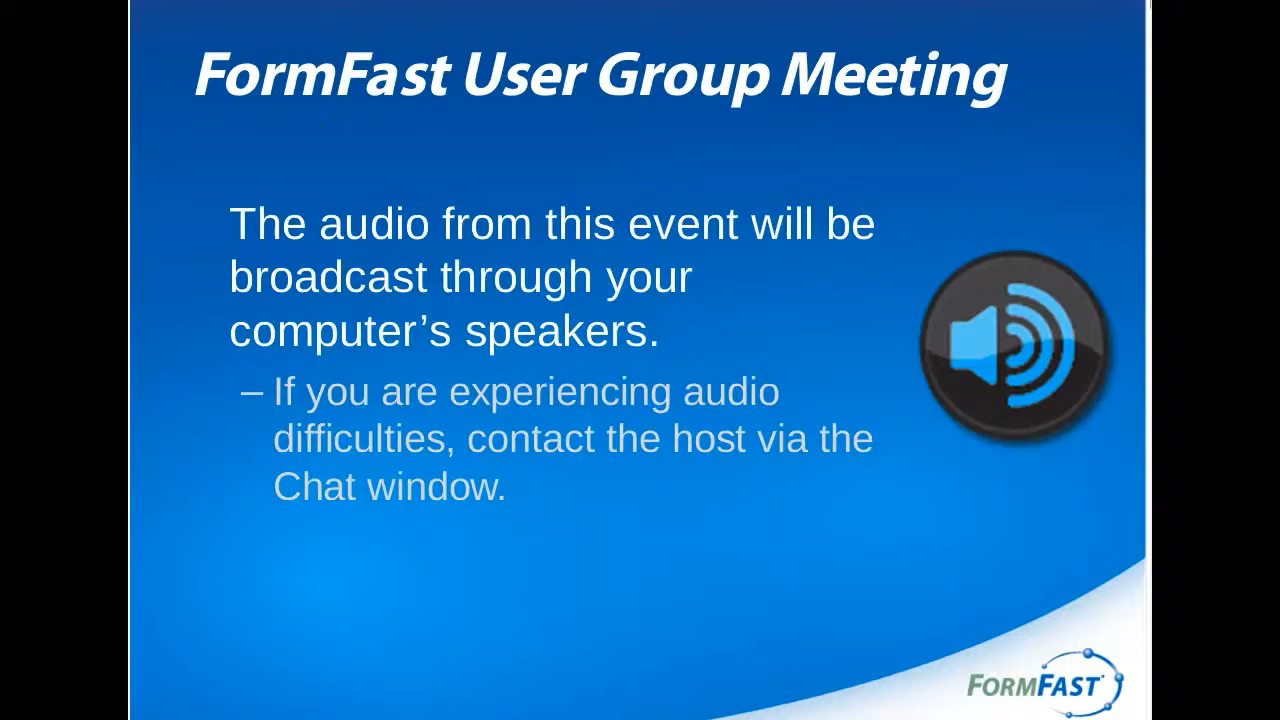 FormFast User Group Meeting
The audio from this event will be
broadcast through your
computer’s speakers.
– If you are experiencing audio
difficulties, contact the host via the
Chat window.
FORMFAST